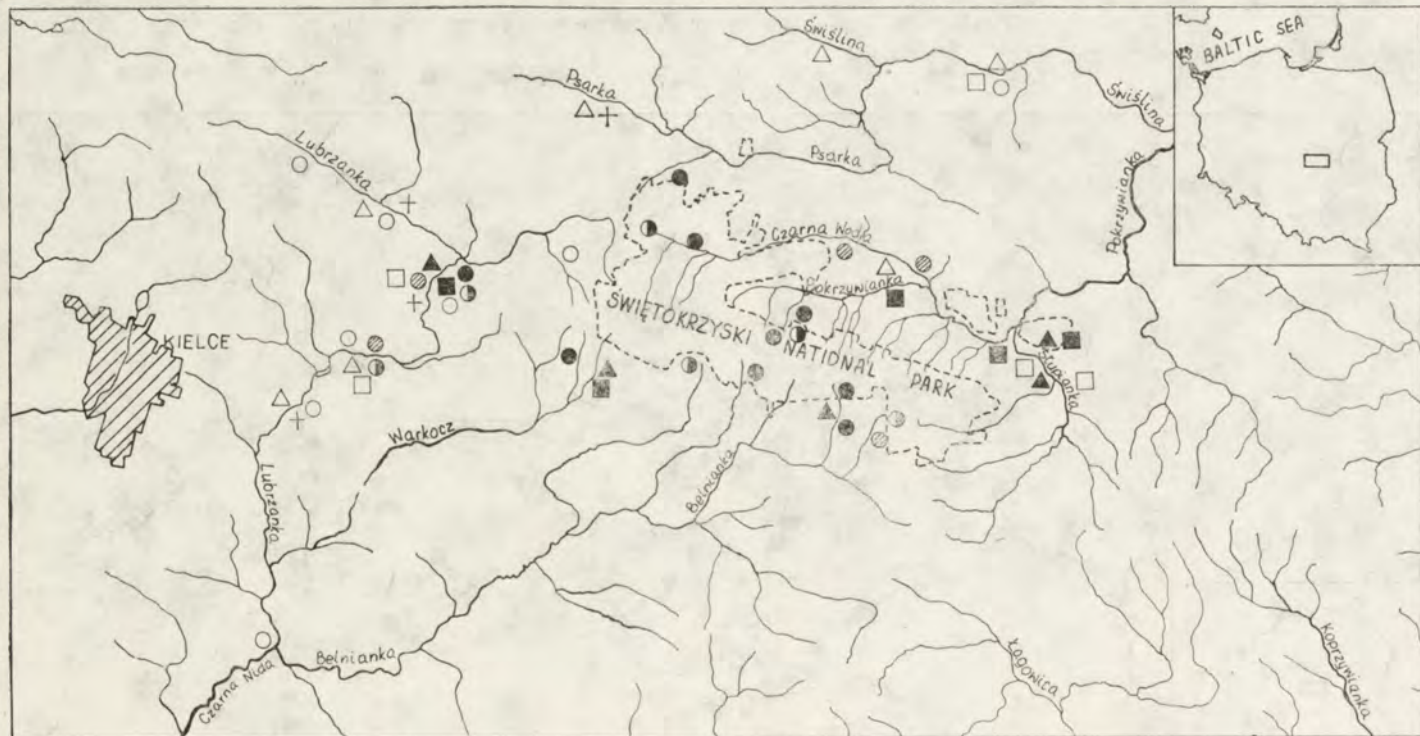 BALTIC SEA
Świślina
Świślina
Psarka
Psarka
Lubrzanka
Pokrzywianka
Czarna Woda
Pokrzywianka
ŚWIĘTOKRZYSKI NATIONAL PARK
KIELCE
Warkocz
Lubrzanka
Belnianka
Belnianka
Czarna Nida
Łagowica
Koprzywianka